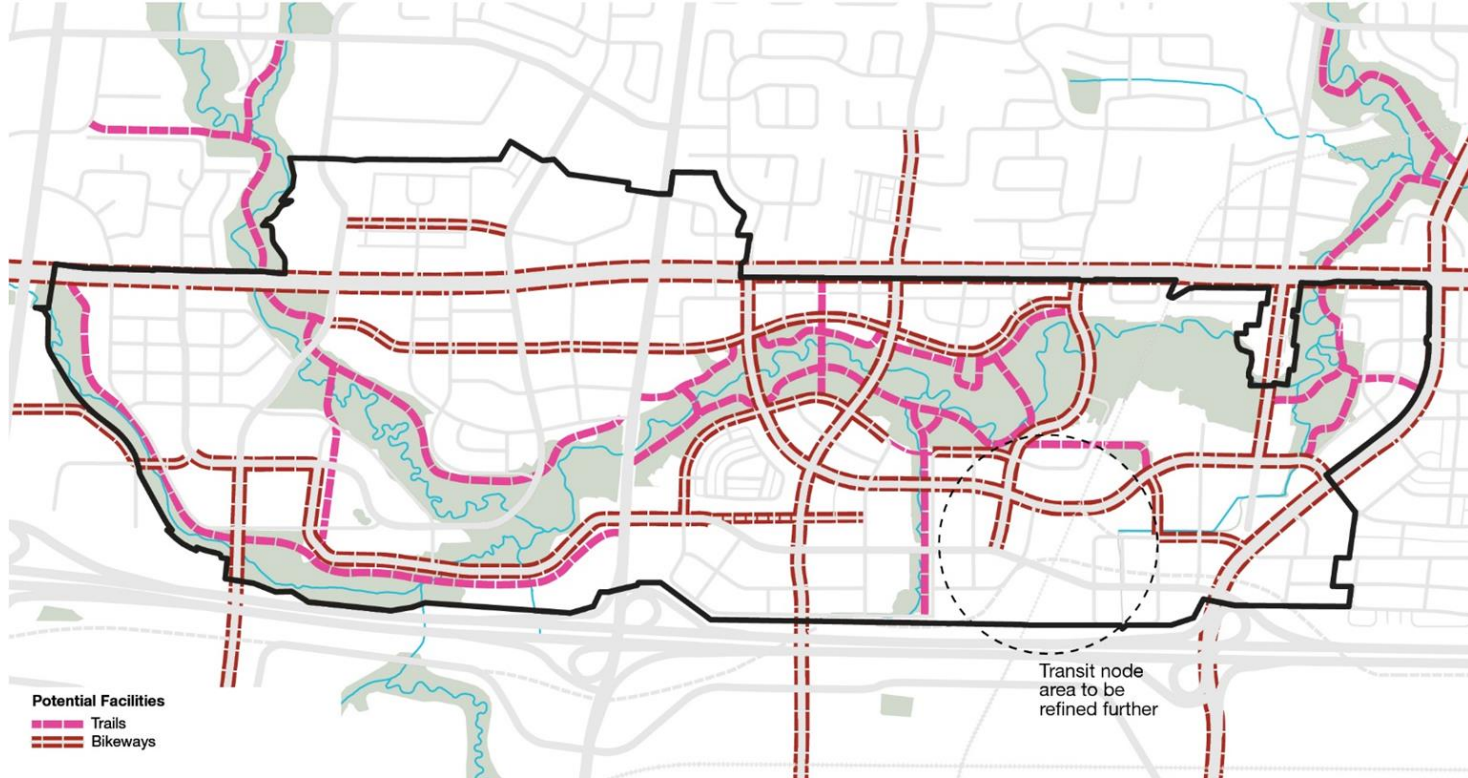 Transit node
area to be
refined further
Potential Facilities
Trails
Bikeways